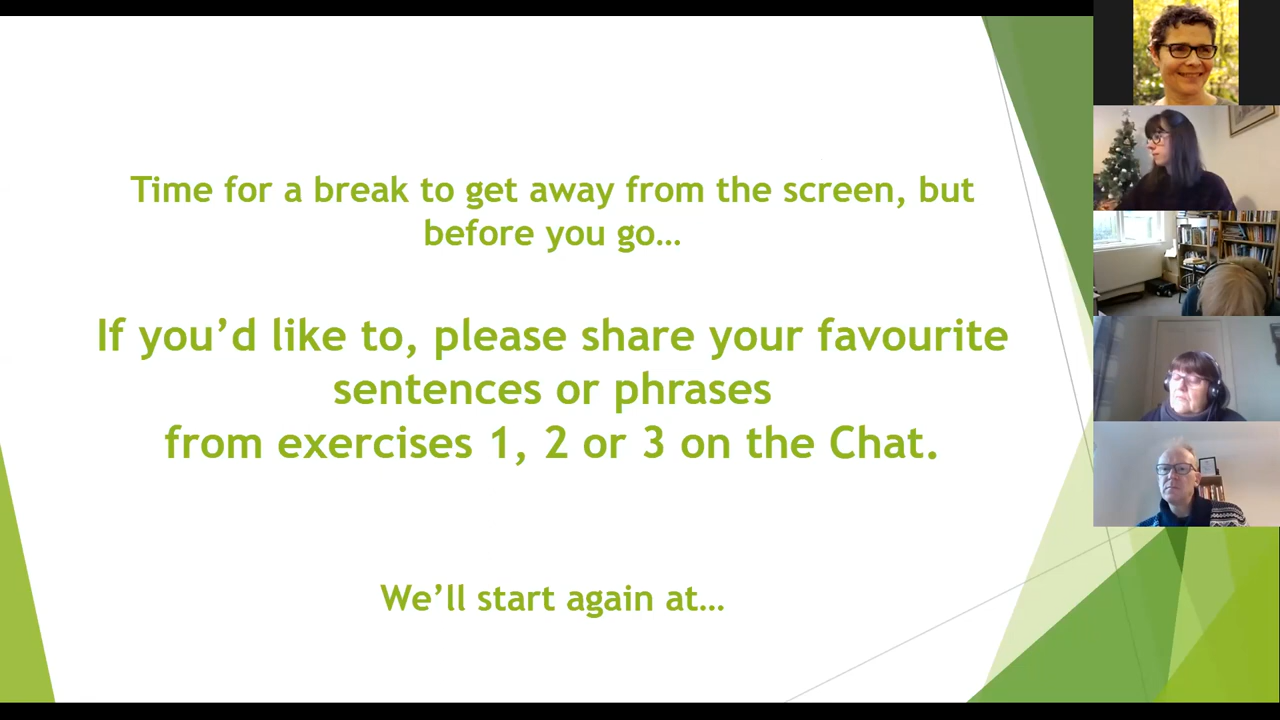 Time for a break to get away from the screen, but
before you go…
If you’d like to, please share your favourite
sentences or phrases
from exercises 1, 2 or 3 on the Chat.
We’ll start again at…